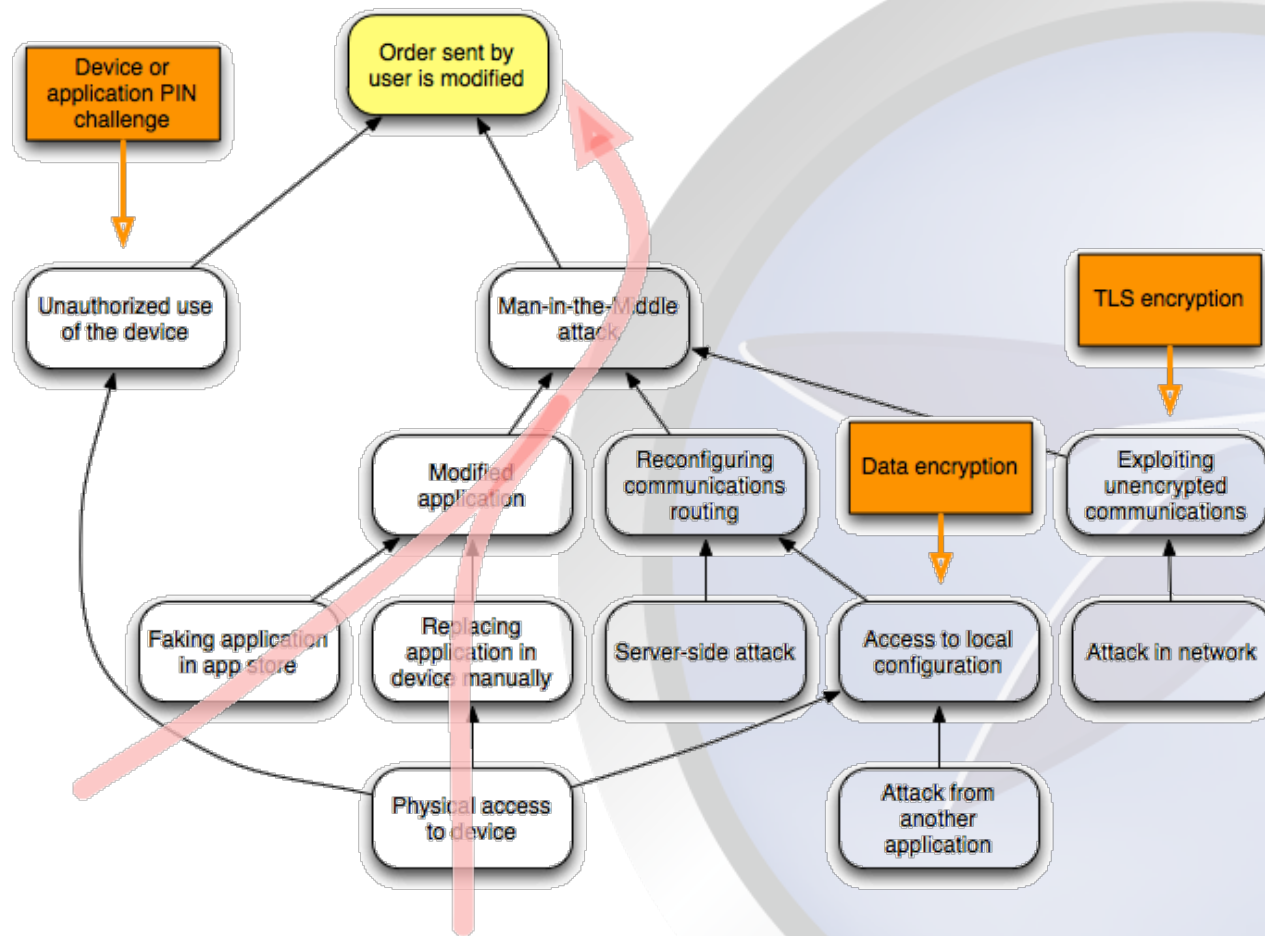 Order sent by
user is modified
Device or
application PIN
challenge
Unauthorized use
of the device
Man-in-the-Middle
attack
TLS encryption
Modified
application
Reconfiguring
communications
routing
Data encryption
Exploiting
unencrypted
communications
Faking application
in app store
Replacing
application in
device manually
Server-side attack
Access to local
configuration
Attack in network
Physical access
to device
Attack from
another
application